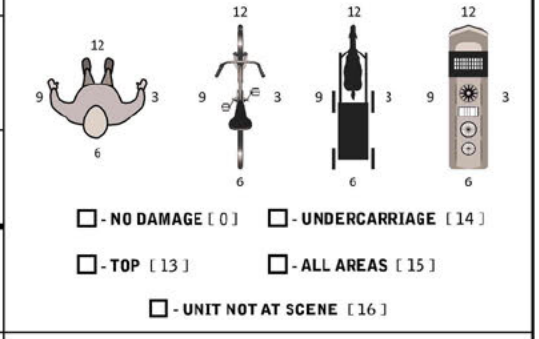 12 12 12
12
9 3 9 3 9 3 9 3
6
6 6 6
- NO DAMAGE [ 0 ] - UNDERCARRIAGE [ 14 ]
- TOP [ 13 ] - ALL AREAS [ 15 ]
- UNIT NOT AT SCENE [ 16 ]